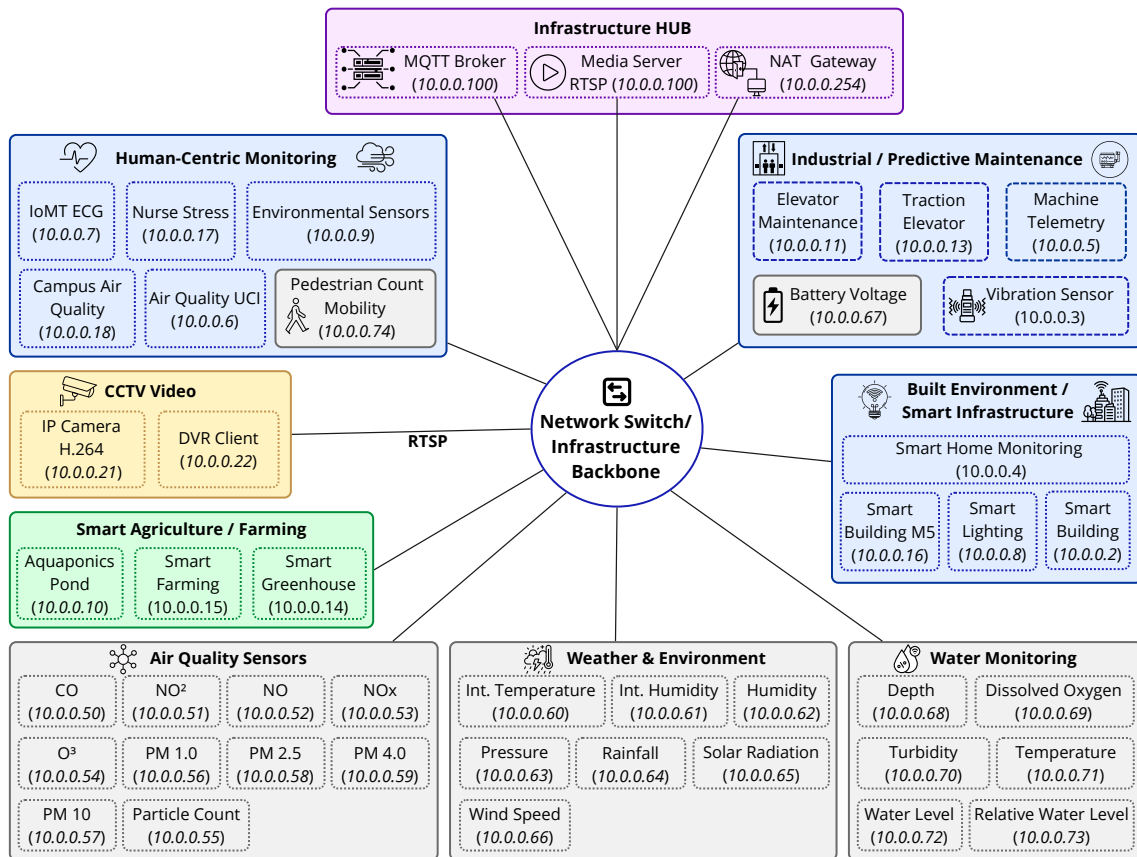 Infrastructure HUB
MQTT Broker
(10.0.0.100)
Media Server
RTSP (10.0.0.100)
NAT Gateway
(10.0.0.254)
Human-Centric Monitoring
IoMT ECG
(10.0.0.7)
Nurse Stress
(10.0.0.17)
Environmental Sensors
(10.0.0.9)
Campus Air
Quality
(10.0.0.18)
Air Quality UCI
(10.0.0.6)
Pedestrian Count
Mobility
(10.0.0.74)
Industrial / Predictive Maintenance
Elevator
Maintenance
(10.0.0.11)
Traction
Elevator
(10.0.0.13)
Machine
Telemetry
(10.0.0.5)
Battery Voltage
(10.0.0.67)
Vibration Sensor
(10.0.0.3)
Network Switch/
Infrastructure
Backbone
CCTV Video
IP Camera
H.264
(10.0.0.21)
DVR Client
(10.0.0.22)
RTSP
Built Environment /
Smart Infrastructure
Smart Home Monitoring
(10.0.0.4)
Smart
Building M5
(10.0.0.16)
Smart
Lighting
(10.0.0.8)
Smart
Building
(10.0.0.2)
Smart Agriculture / Farming
Aquaponics
Pond
(10.0.0.10)
Smart
Farming
(10.0.0.15)
Smart
Greenhouse
(10.0.0.14)
Air Quality Sensors
CO
(10.0.0.50)
NO²
(10.0.0.51)
NO
(10.0.0.52)
NOx
(10.0.0.53)
O³
(10.0.0.54)
PM 1.0
(10.0.0.56)
PM 2.5
(10.0.0.58)
PM 4.0
(10.0.0.59)
PM 10
(10.0.0.57)
Particle Count
(10.0.0.55)
Weather & Environment
Int. Temperature
(10.0.0.60)
Int. Humidity
(10.0.0.61)
Humidity
(10.0.0.62)
Pressure
(10.0.0.63)
Rainfall
(10.0.0.64)
Solar Radiation
(10.0.0.65)
Wind Speed
(10.0.0.66)
Water Monitoring
Depth
(10.0.0.68)
Dissolved Oxygen
(10.0.0.69)
Turbidity
(10.0.0.70)
Temperature
(10.0.0.71)
Water Level
(10.0.0.72)
Relative Water Level
(10.0.0.73)